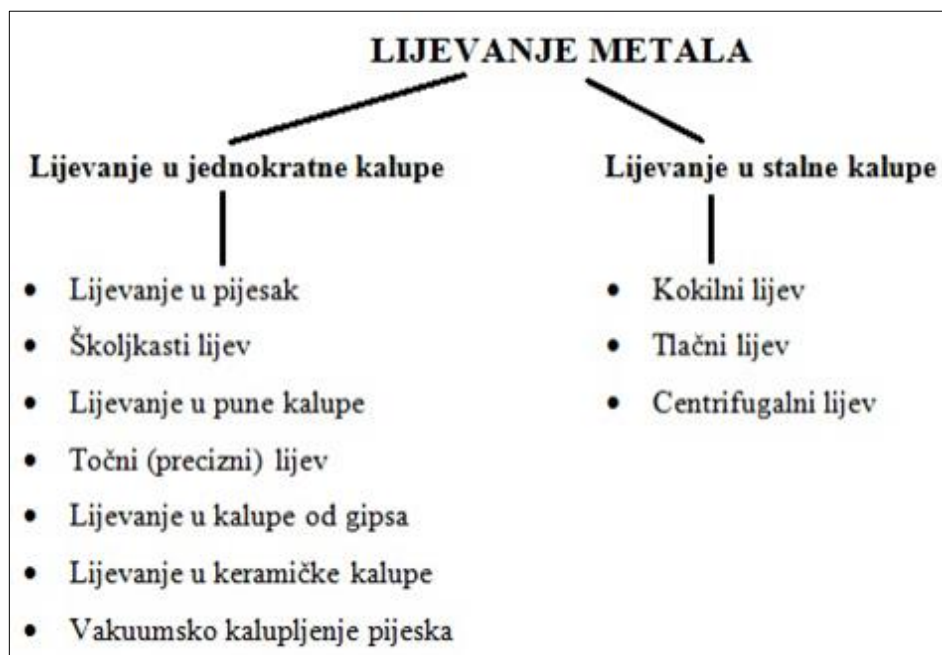 LIJEVANJE METALA
Lijevanje u jednokratne kalupe
• Lijevanje u pijesak
• Školjkasti lijev
• Lijevanje u pune kalupe
• Točni (precizni) lijev
• Lijevanje u kalupe od gipsa
• Lijevanje u keramičke kalupe
• Vakuumsko kalupljenje pijeska
Lijevanje u stalne kalupe
• Kokilni lijev
• Tlačni lijev
• Centrifugalni lijev